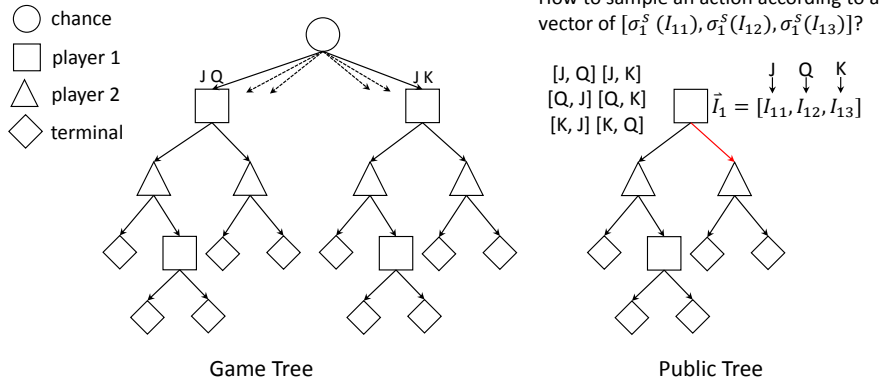 How to sample an action according to a
vector of [σ₁ˢ (I₁₁), σ₁ˢ(I₁₂), σ₁ˢ(I₁₃)]?
chance
player 1
player 2
terminal
J Q
J K
[J, Q] [J, K]
[Q, J] [Q, K]
[K, J] [K, Q]
J Q K
I⃗₁ = [I₁₁, I₁₂, I₁₃]
Game Tree
Public Tree